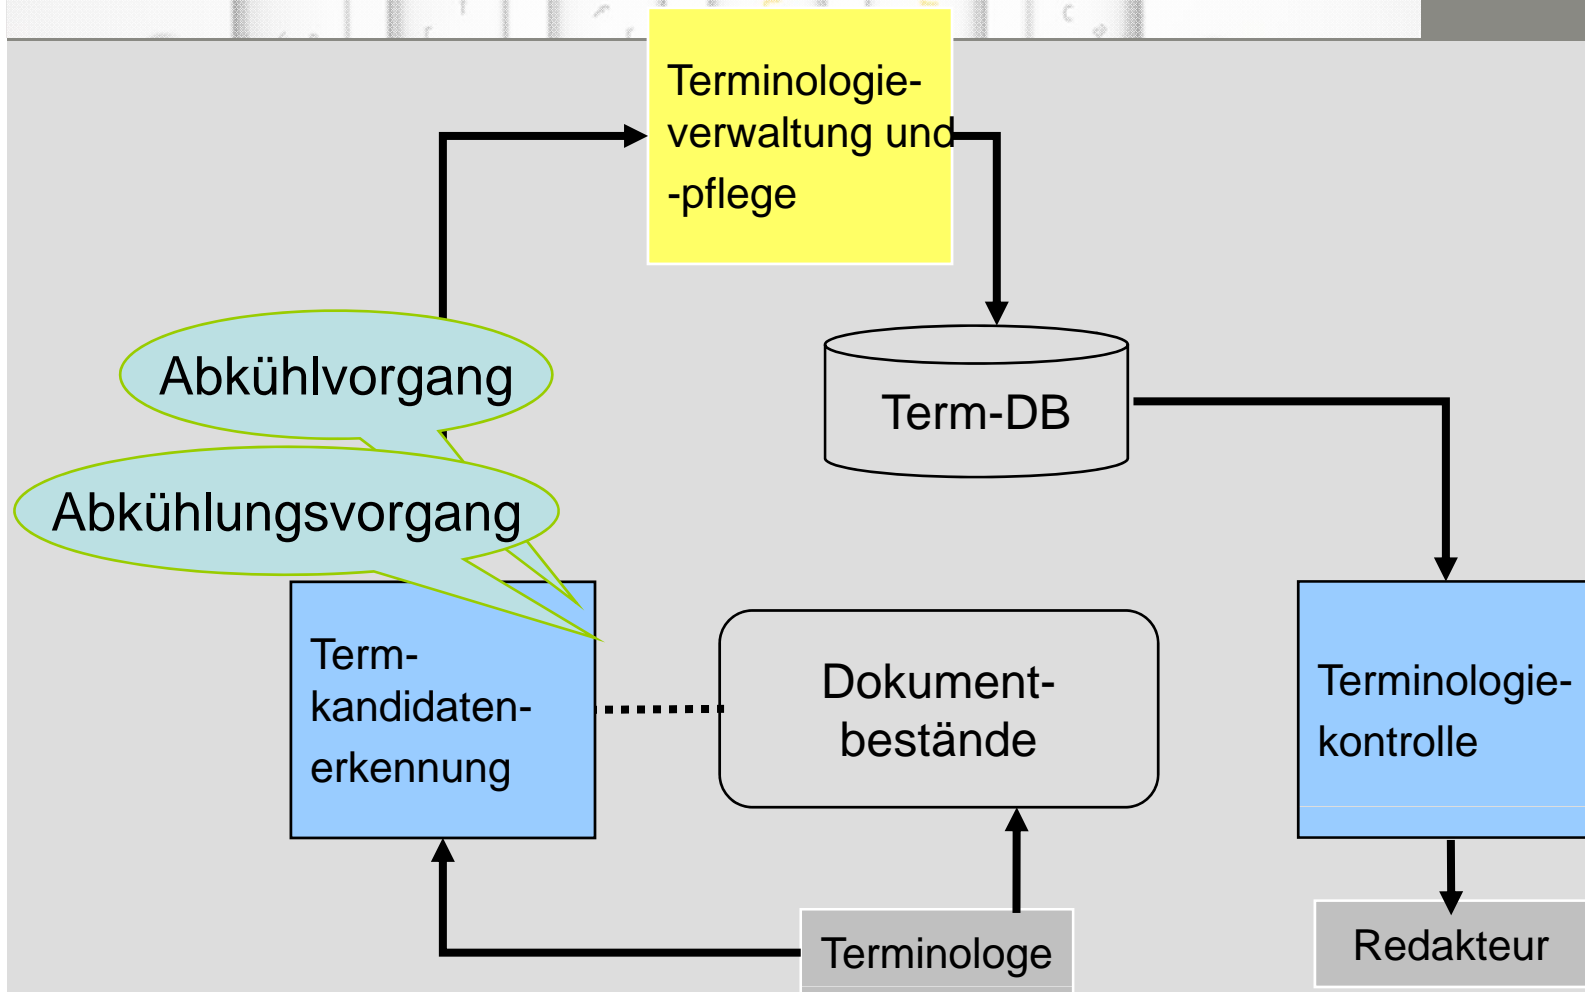 Terminologie-
verwaltung und
-pflege
Abkühlvorgang
Term-DB
Abkühlungsvorgang
Term-
kandidaten-
erkennung
Dokument-
bestände
Terminologie-
kontrolle
Terminologe
Redakteur